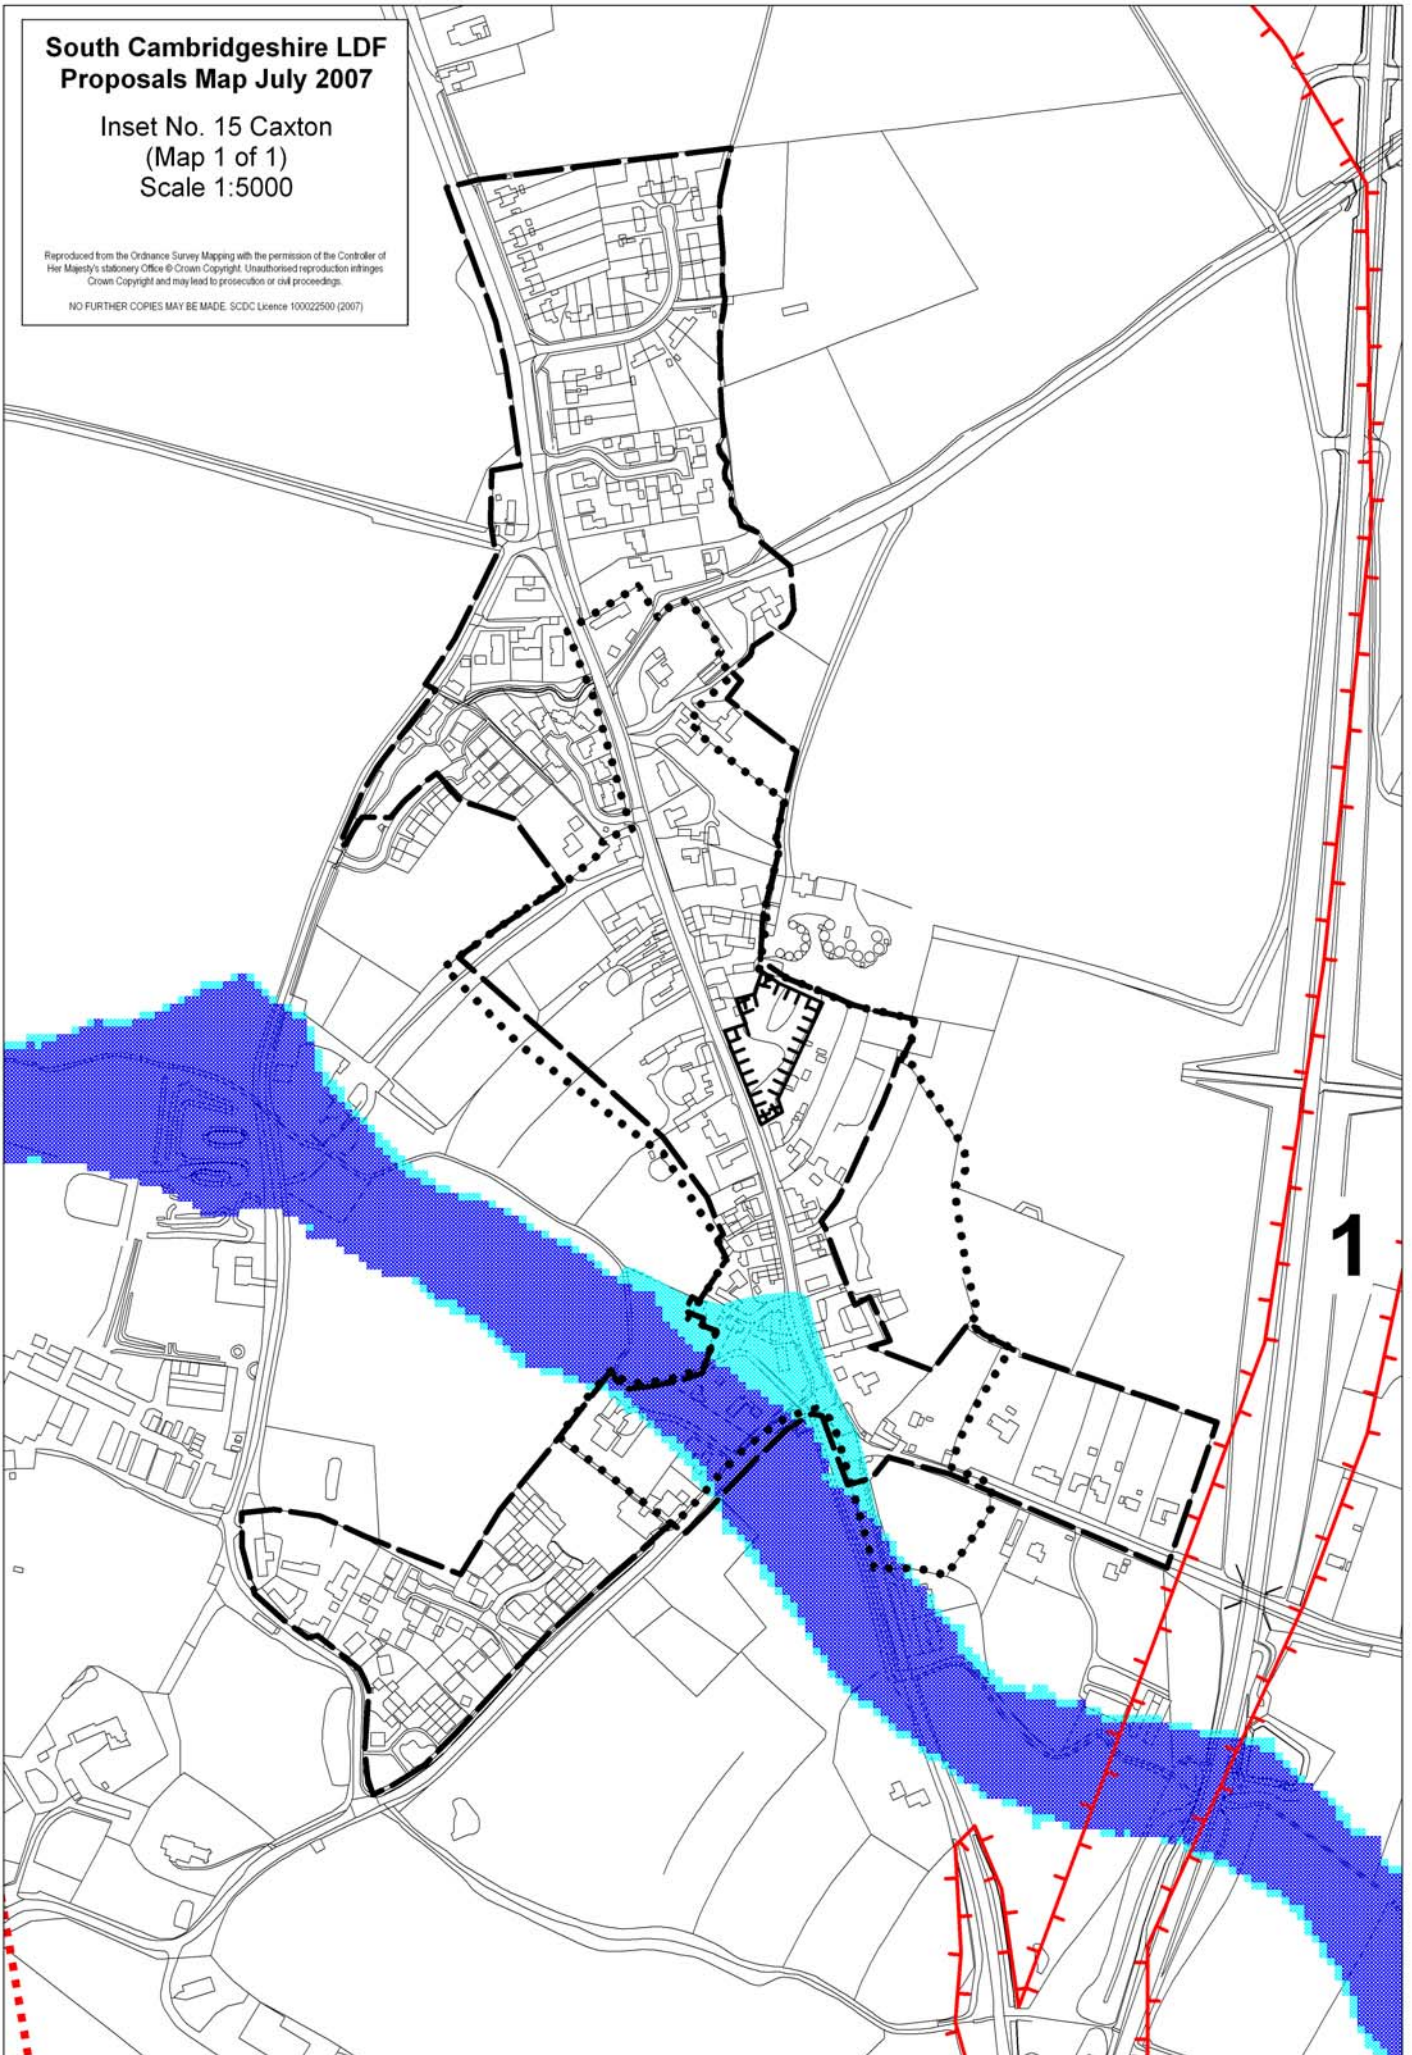 South Cambridgeshire LDF
Proposals Map July 2007
Inset No. 15 Caxton
(Map 1 of 1)
Scale 1:5000
Reproduced from the Ordnance Survey Mapping with the permission of the Controller of
Her Majesty's stationery Office © Crown Copyright. Unauthorised reproduction infringes
Crown Copyright and may lead to prosecution or civil proceedings.
NO FURTHER COPIES MAY BE MADE. SCDC Licence 100022500 (2007)
1